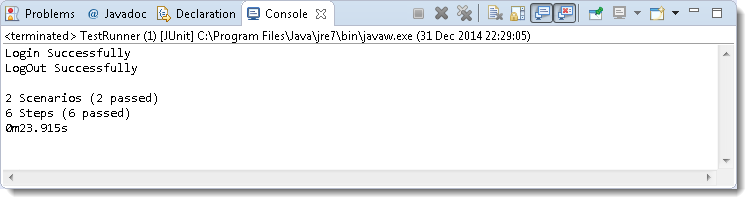 Problems @ Javadoc Declaration Console
<terminated> TestRunner (1) [JUnit] C:\Program Files\Java\jre7\bin\javaw.exe (31 Dec 2014 22:29:05)
Login Successfully
LogOut Successfully
2 Scenarios (2 passed)
6 Steps (6 passed)
0m23.915s